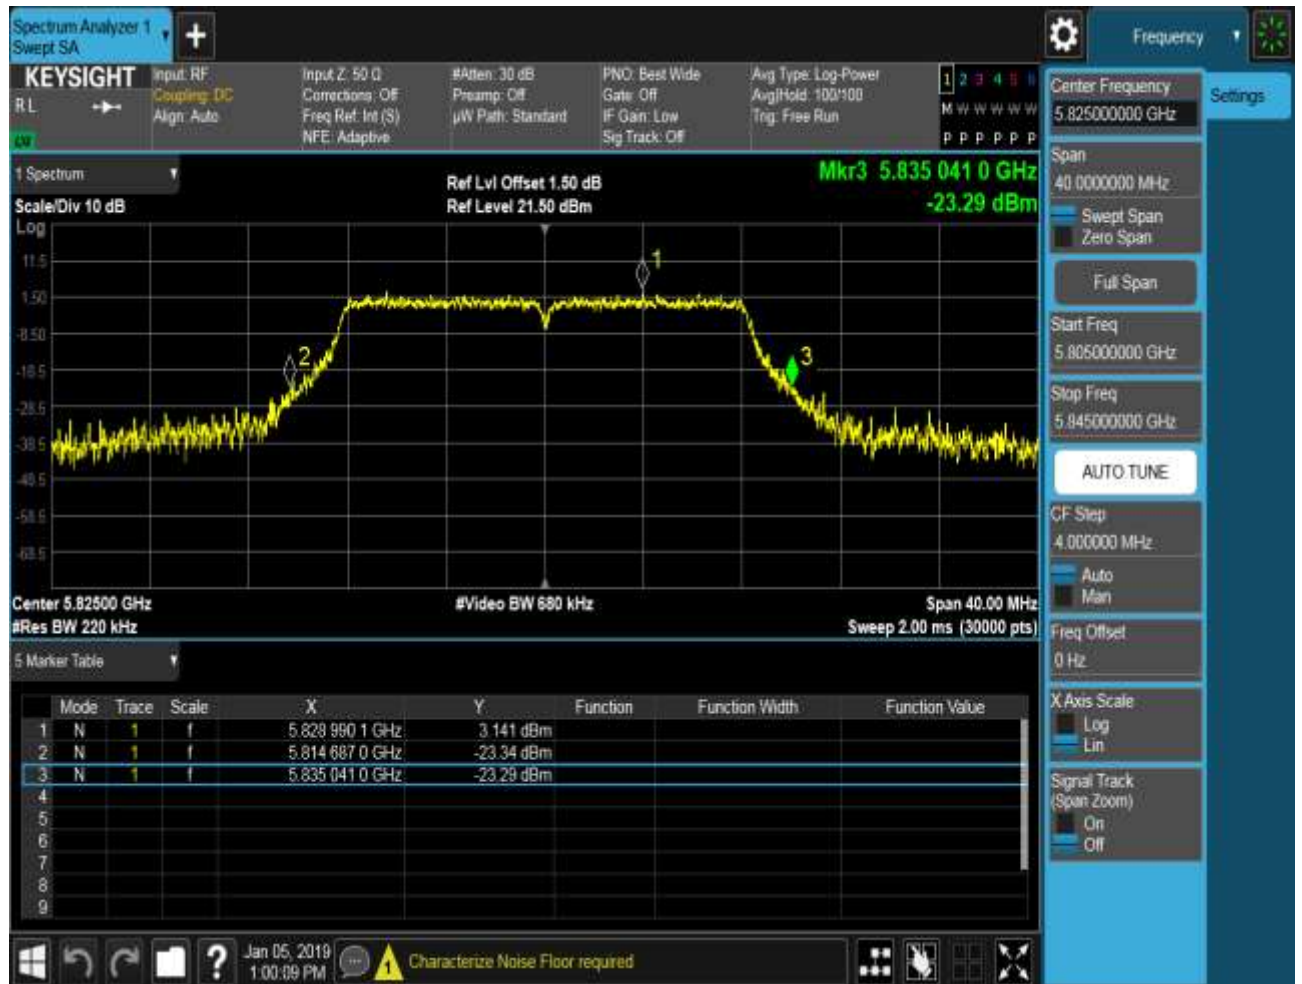 Spectrum Analyzer 1
Swept SA
Frequency
KEYSIGHT
R L
Input: RF
Coupling: DC
Align: Auto
Input Z: 50 Ω
Corrections: Off
Freq Ref: Int (S)
NFE: Adaptive
#Atten: 30 dB
Preamp: Off
µW Path: Standard
PNO: Best Wide
Gate: Off
IF Gain: Low
Sig Track: Off
Avg Type: Log-Power
Avg|Hold: 100/100
Trig: Free Run
1 2 3 4 5 6
M W W W W W
P P P P P P
1 Spectrum
Scale/Div 10 dB
Log
Ref Lvl Offset 1.50 dB
Ref Level 21.50 dBm
Mkr3 5.835 041 0 GHz
-23.29 dBm
11.5
1.50
-8.50
-18.5
-28.5
-38.5
-48.5
-58.5
-68.5
1
2
3
Center 5.82500 GHz
#Res BW 220 kHz
#Video BW 680 kHz
Span 40.00 MHz
Sweep 2.00 ms (30000 pts)
5 Marker Table
Mode Trace Scale X Y Function Function Width Function Value
1 N 1 f 5.828 990 1 GHz 3.141 dBm
2 N 1 f 5.814 687 0 GHz -23.34 dBm
3 N 1 f 5.835 041 0 GHz -23.29 dBm
4
5
6
7
8
9
Center Frequency
5.825000000 GHz
Settings
Span
40.0000000 MHz
Swept Span
Zero Span
Full Span
Start Freq
5.805000000 GHz
Stop Freq
5.845000000 GHz
AUTO TUNE
CF Step
4.000000 MHz
Auto
Man
Freq Offset
0 Hz
X Axis Scale
Log
Lin
Signal Track
(Span Zoom)
On
Off
?
Jan 05, 2019
1:00:09 PM
1
Characterize Noise Floor required